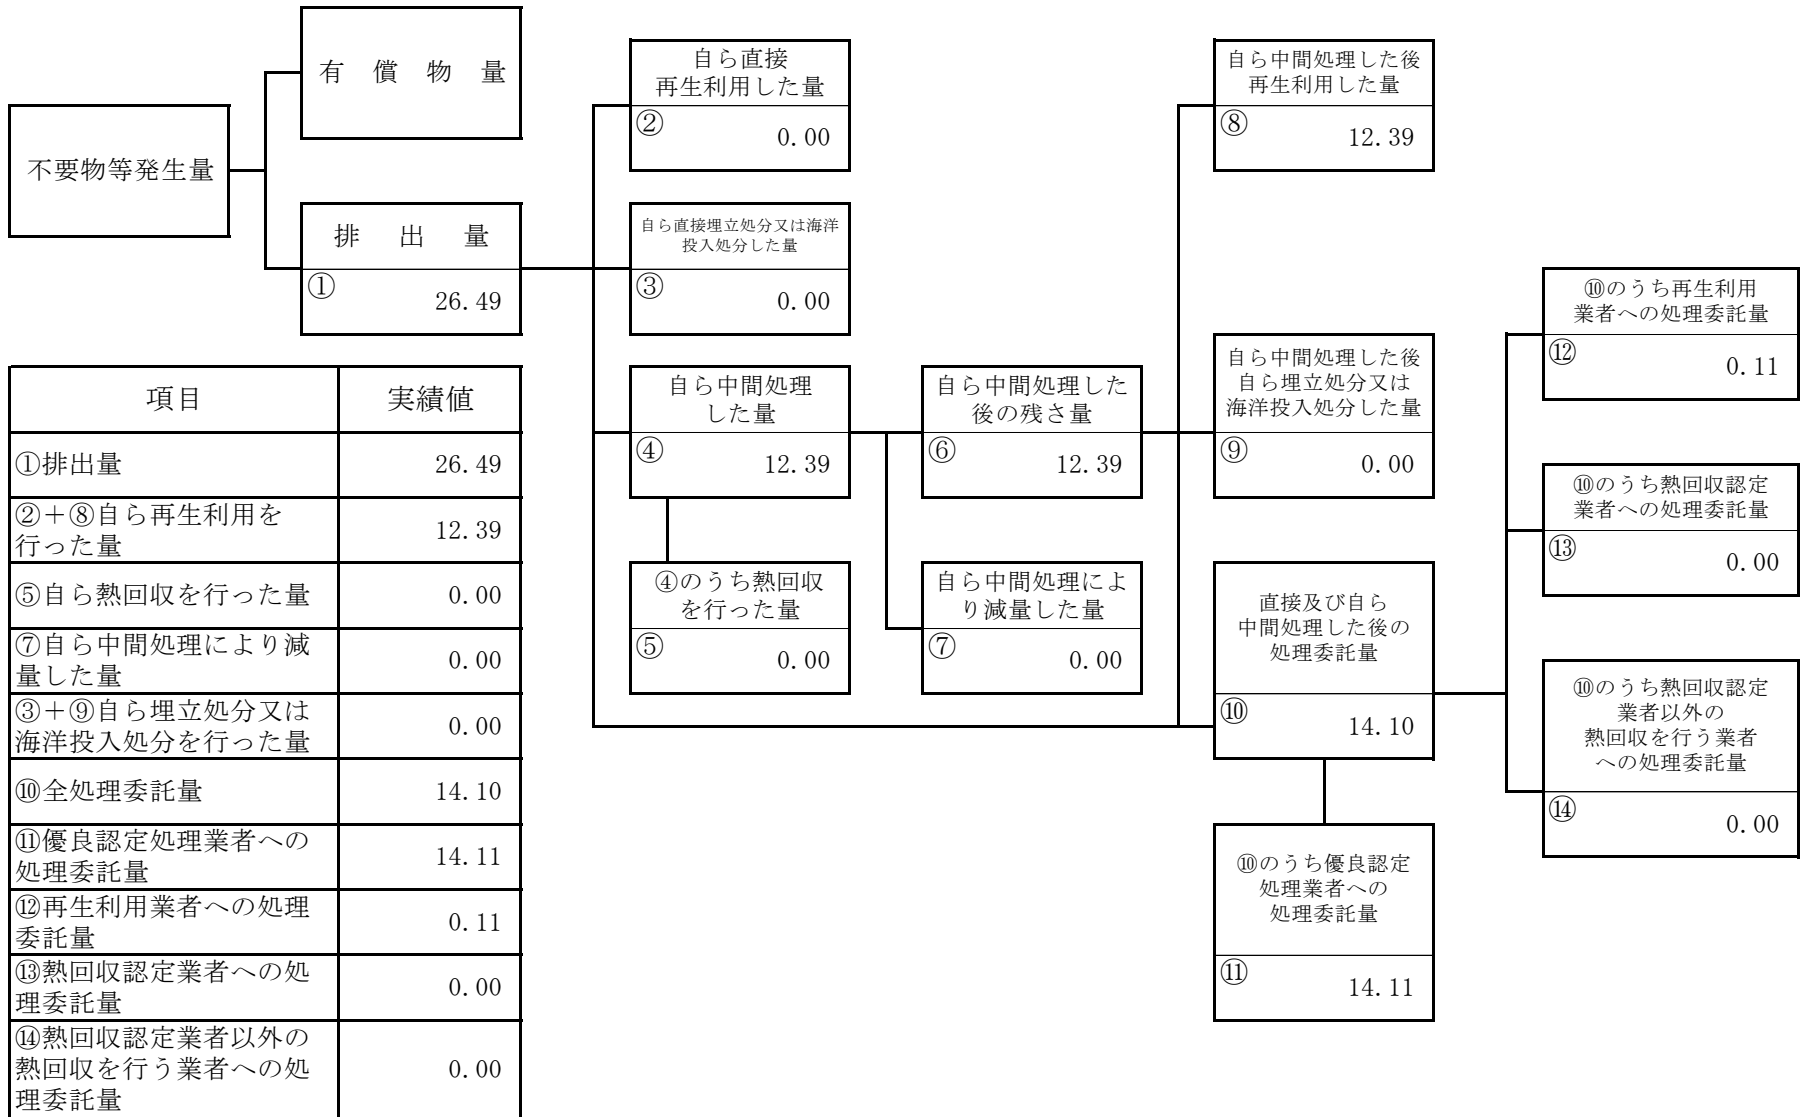 有 償 物 量
不要物等発生量
排 出 量
① 26.49
自ら直接
再生利用した量
② 0.00
自ら直接埋立処分又は海洋
投入処分した量
③ 0.00
自ら中間処理
した量
④ 12.39
④のうち熱回収
を行った量
⑤ 0.00
自ら中間処理した
後の残さ量
⑥ 12.39
自ら中間処理によ
り減量した量
⑦ 0.00
自ら中間処理した後
再生利用した量
⑧ 12.39
自ら中間処理した後
自ら埋立処分又は
海洋投入処分した量
⑨ 0.00
直接及び自ら
中間処理した後の
処理委託量
⑩ 14.10
⑩のうち優良認定
処理業者への
処理委託量
⑪ 14.11
⑩のうち再生利用
業者への処理委託量
⑫ 0.11
⑩のうち熱回収認定
業者への処理委託量
⑬ 0.00
⑩のうち熱回収認定
業者以外の
熱回収を行う業者
への処理委託量
⑭ 0.00
項目 実績値
①排出量 26.49
②＋⑧自ら再生利用を
行った量 12.39
⑤自ら熱回収を行った量 0.00
⑦自ら中間処理により減
量した量 0.00
③＋⑨自ら埋立処分又は
海洋投入処分を行った量 0.00
⑩全処理委託量 14.10
⑪優良認定処理業者への
処理委託量 14.11
⑫再生利用業者への処理
委託量 0.11
⑬熱回収認定業者への処
理委託量 0.00
⑭熱回収認定業者以外の
熱回収を行う業者への処
理委託量 0.00